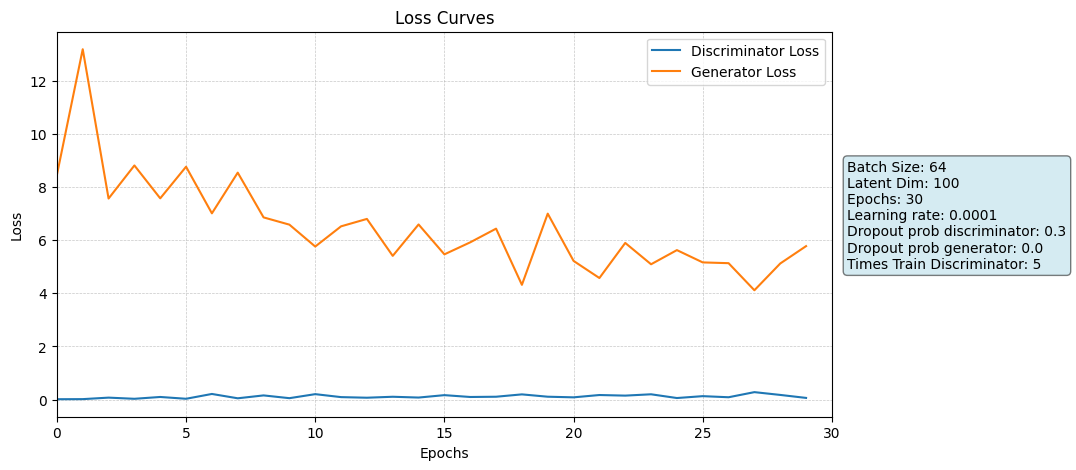 Loss Curves
Discriminator Loss
Generator Loss
12
10
8
6
4
2
0
Loss
0
5
10
15
20
25
30
Epochs
Batch Size: 64
Latent Dim: 100
Epochs: 30
Learning rate: 0.0001
Dropout prob discriminator: 0.3
Dropout prob generator: 0.0
Times Train Discriminator: 5